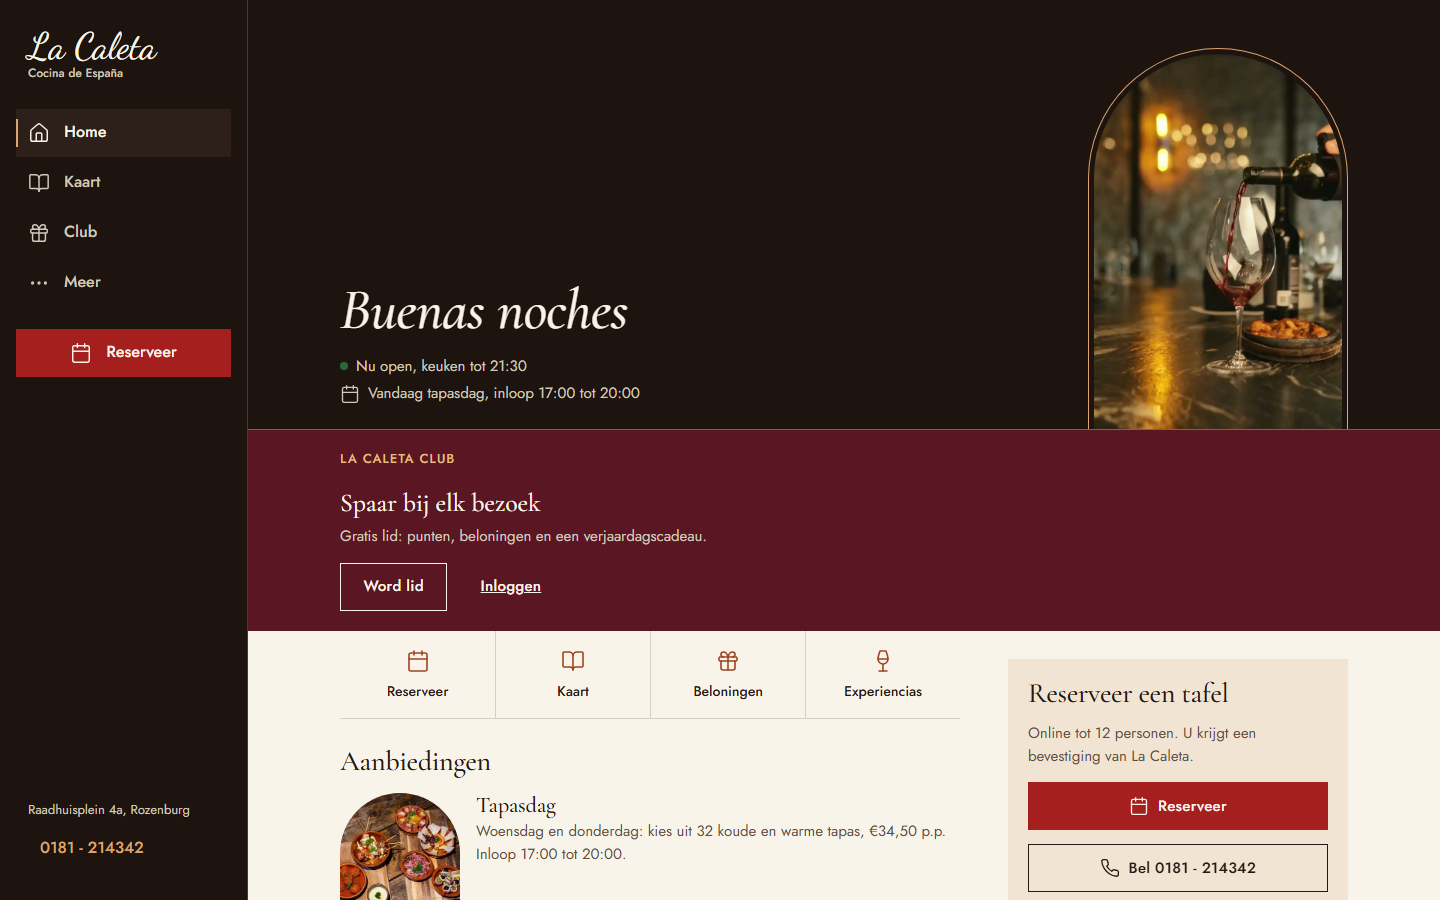 La Caleta
Cocina de España
Home
Kaart
Club
Meer
Reserveer
Raadhuisplein 4a, Rozenburg
0181 - 214342
Buenas noches
Nu open, keuken tot 21:30
Vandaag tapasdag, inloop 17:00 tot 20:00
LA CALETA CLUB
Spaar bij elk bezoek
Gratis lid: punten, beloningen en een verjaardagscadeau.
Word lid
Inloggen
Reserveer
Kaart
Beloningen
Experiencias
Aanbiedingen
Tapasdag
Woensdag en donderdag: kies uit 32 koude en warme tapas, €34,50 p.p.
Inloop 17:00 tot 20:00.
Reserveer een tafel
Online tot 12 personen. U krijgt een
bevestiging van La Caleta.
Reserveer
Bel 0181 - 214342